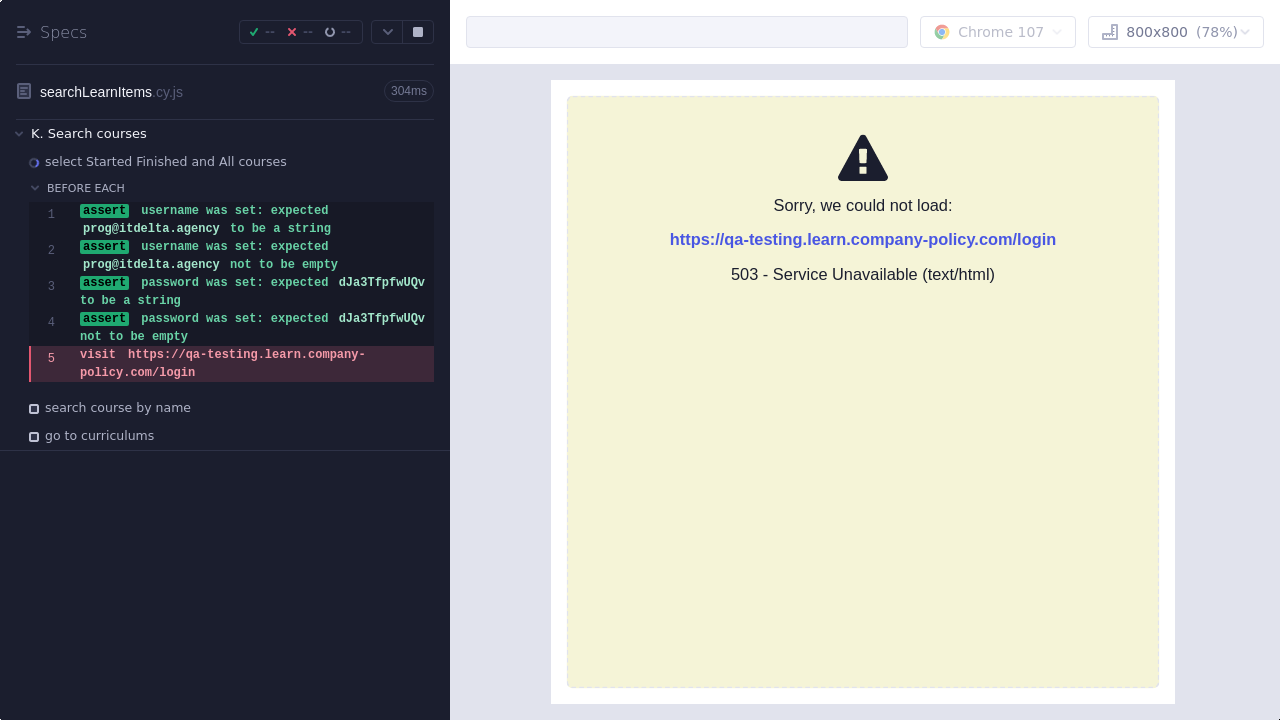 Specs
-- -- --
searchLearnItems.cy.js 304ms
K. Search courses
select Started Finished and All courses
BEFORE EACH
1 assert username was set: expected
prog@itdelta.agency to be a string
2 assert username was set: expected
prog@itdelta.agency not to be empty
3 assert password was set: expected dJa3TfpfwUQv
to be a string
4 assert password was set: expected dJa3TfpfwUQv
not to be empty
5 visit https://qa-testing.learn.company-
policy.com/login
search course by name
go to curriculums
Chrome 107
800x800 (78%)
Sorry, we could not load:
https://qa-testing.learn.company-policy.com/login
503 - Service Unavailable (text/html)